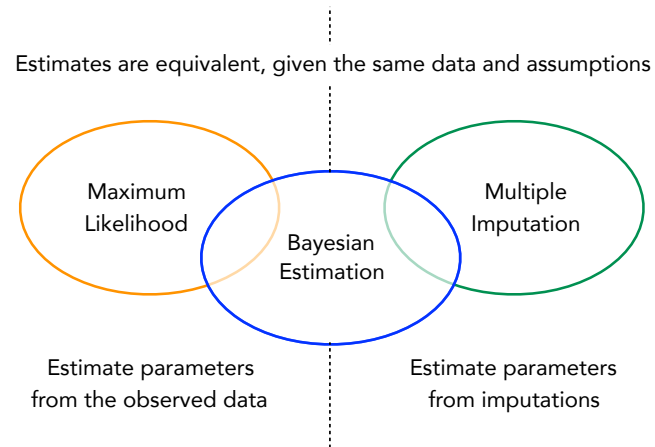 Estimates are equivalent, given the same data and assumptions
Maximum
Likelihood
Bayesian
Estimation
Multiple
Imputation
Estimate parameters
from the observed data
Estimate parameters
from imputations